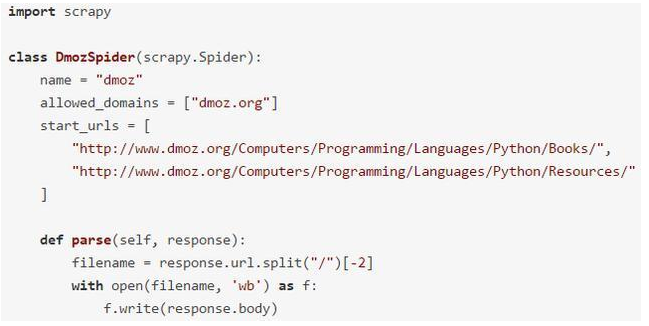 import scrapy

class DmozSpider(scrapy.Spider):
    name = "dmoz"
    allowed_domains = ["dmoz.org"]
    start_urls = [
        "http://www.dmoz.org/Computers/Programming/Languages/Python/Books/",
        "http://www.dmoz.org/Computers/Programming/Languages/Python/Resources/"
    ]

    def parse(self, response):
        filename = response.url.split("/")[-2]
        with open(filename, 'wb') as f:
            f.write(response.body)